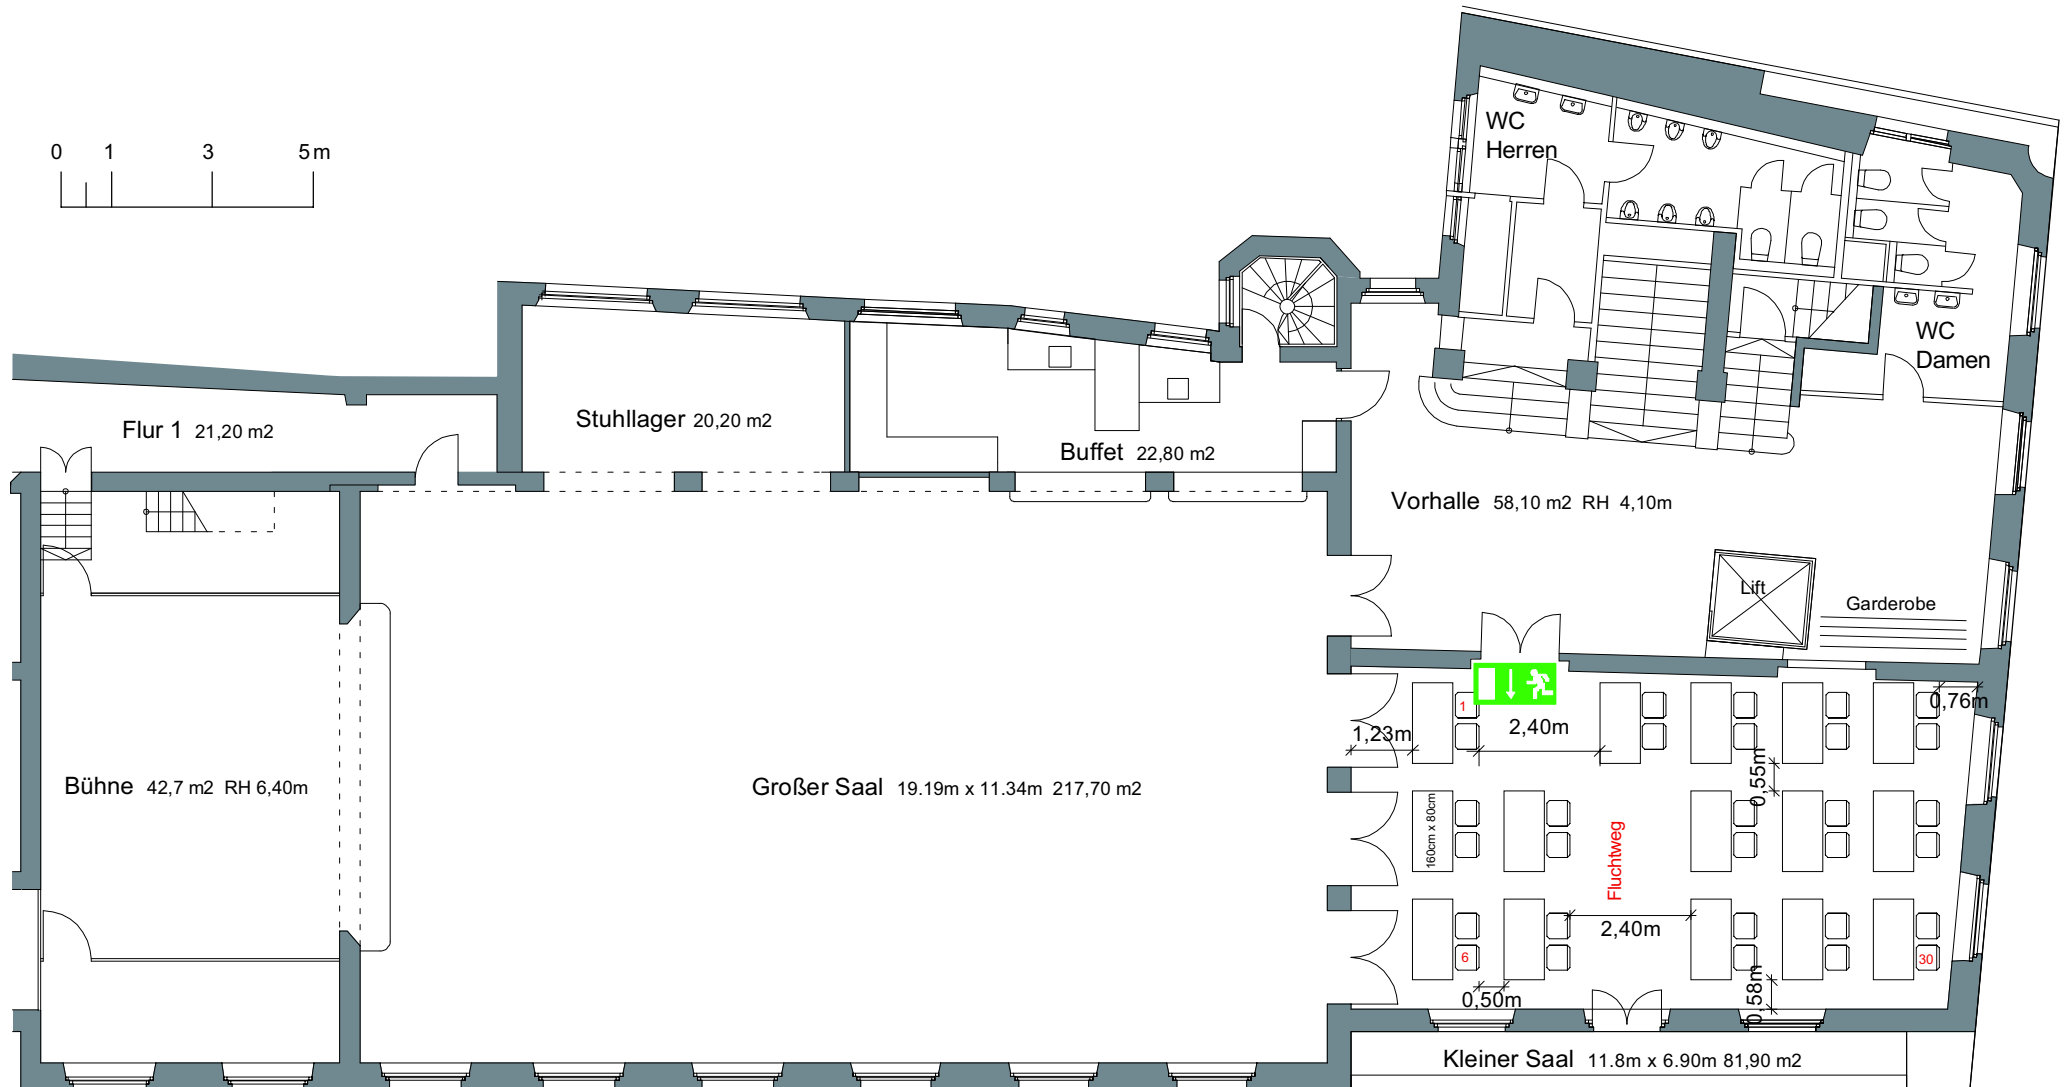 0 1 3 5 m
WC
Herren
WC
Damen
Flur 1 21,20 m2
Stuhllager 20,20 m2
Buffet 22,80 m2
Vorhalle 58,10 m2 RH 4,10m
Lift
Garderobe
0,76m
1
2,40m
1,23m
0,55m
Bühne 42,7 m2 RH 6,40m
Großer Saal 19.19m x 11.34m 217,70 m2
160cm x 80cm
Fluchtweg
2,40m
6
30
0,50m
0,58m
Kleiner Saal 11.8m x 6.90m 81,90 m2